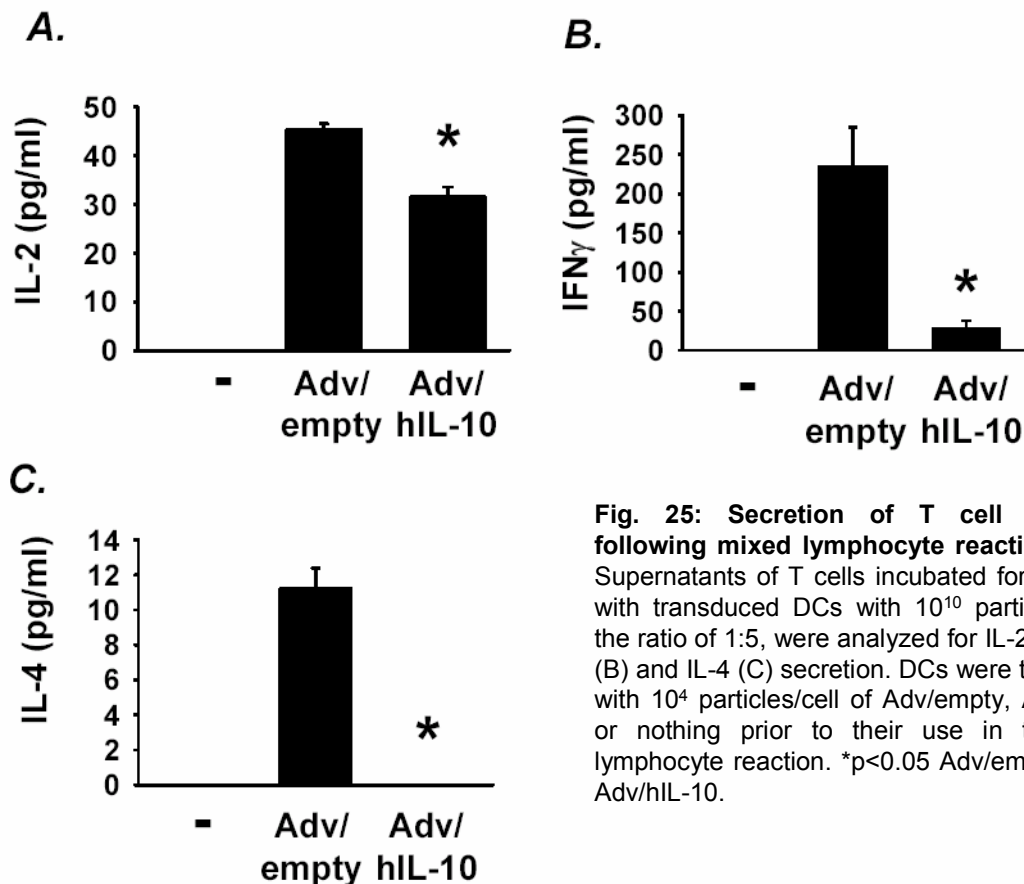 A.
IL-2 (pg/ml)
50
40
30
20
10
0
*
-
Adv/
empty
Adv/
hIL-10
B.
IFNγ (pg/ml)
300
250
200
150
100
50
0
*
-
Adv/
empty
Adv/
hIL-10
C.
IL-4 (pg/ml)
14
12
10
8
6
4
2
0
*
-
Adv/
empty
Adv/
hIL-10
Fig. 25: Secretion of T cell
following mixed lymphocyte reacti
Supernatants of T cells incubated for
with transduced DCs with 10¹⁰ parti
the ratio of 1:5, were analyzed for IL-2
(B) and IL-4 (C) secretion. DCs were t
with 10⁴ particles/cell of Adv/empty, A
or nothing prior to their use in t
lymphocyte reaction. *p<0.05 Adv/em
Adv/hIL-10.